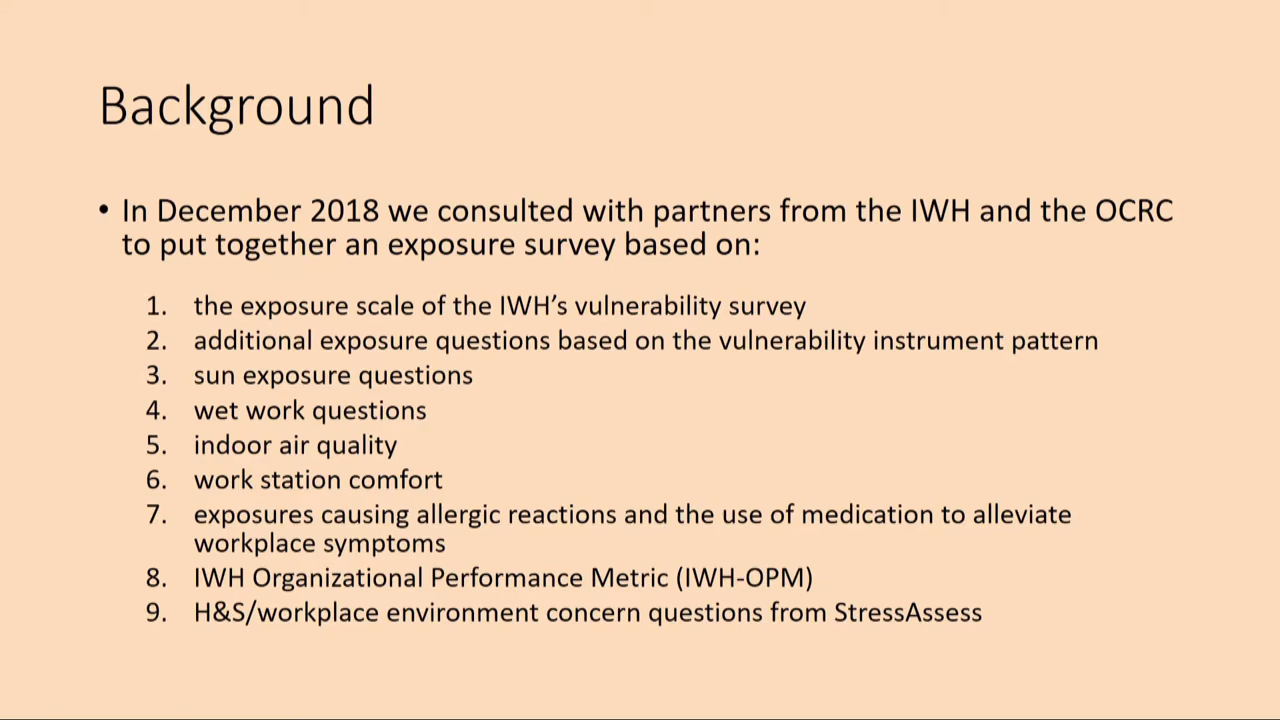 Background
• In December 2018 we consulted with partners from the IWH and the OCRC
to put together an exposure survey based on:
1. the exposure scale of the IWH’s vulnerability survey
2. additional exposure questions based on the vulnerability instrument pattern
3. sun exposure questions
4. wet work questions
5. indoor air quality
6. work station comfort
7. exposures causing allergic reactions and the use of medication to alleviate
workplace symptoms
8. IWH Organizational Performance Metric (IWH-OPM)
9. H&S/workplace environment concern questions from StressAssess